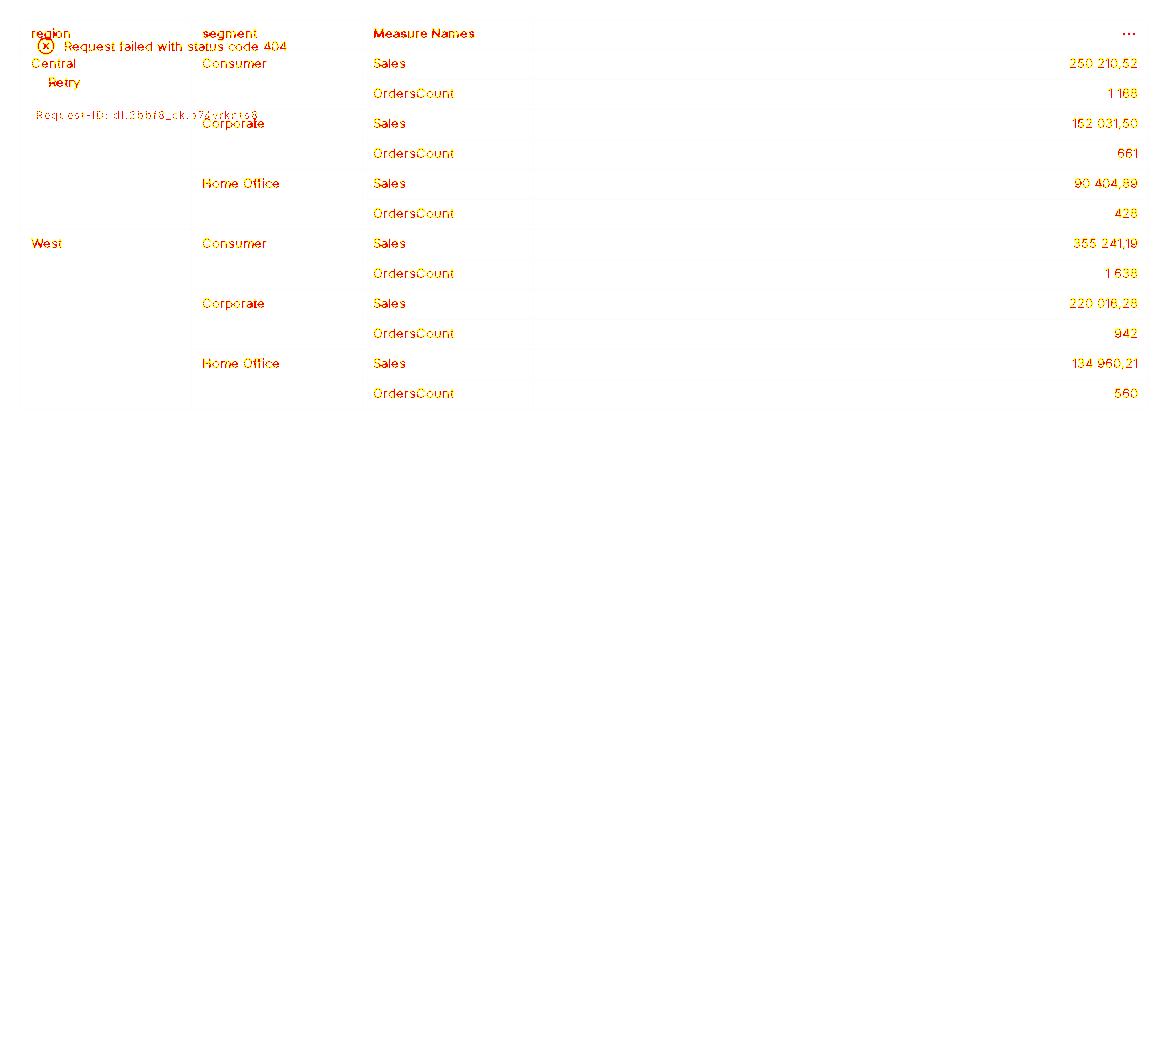 region segment Measure Names ...
Request failed with status code 404
Central Consumer Sales 250 210,52
Retry
OrdersCount 1 168
Request-ID:
Corporate Sales 152 031,50
OrdersCount 661
Home Office Sales 90 404,89
OrdersCount 428
West Consumer Sales 355 241,19
OrdersCount 1 638
Corporate Sales 220 018,28
OrdersCount 942
Home Office Sales 134 960,21
OrdersCount 560